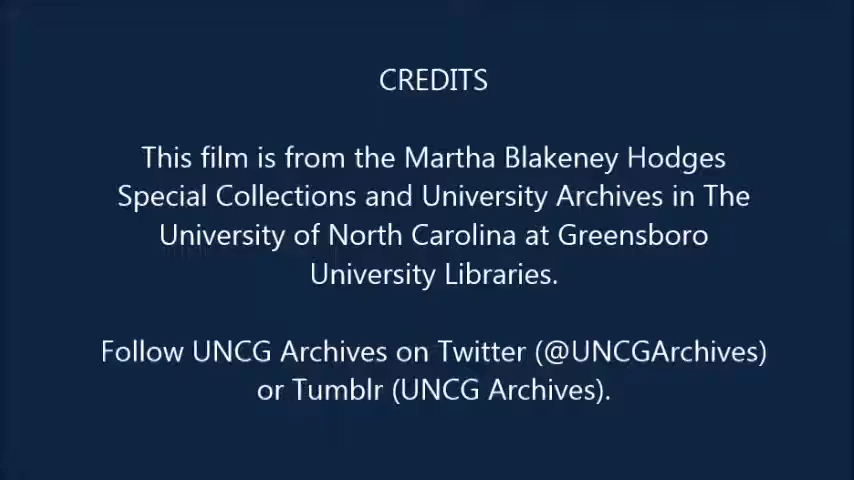 CREDITS
This film is from the Martha Blakeney Hodges
Special Collections and University Archives in The
University of North Carolina at Greensboro
University Libraries.
Follow UNCG Archives on Twitter (@UNCGArchives)
or Tumblr (UNCG Archives).